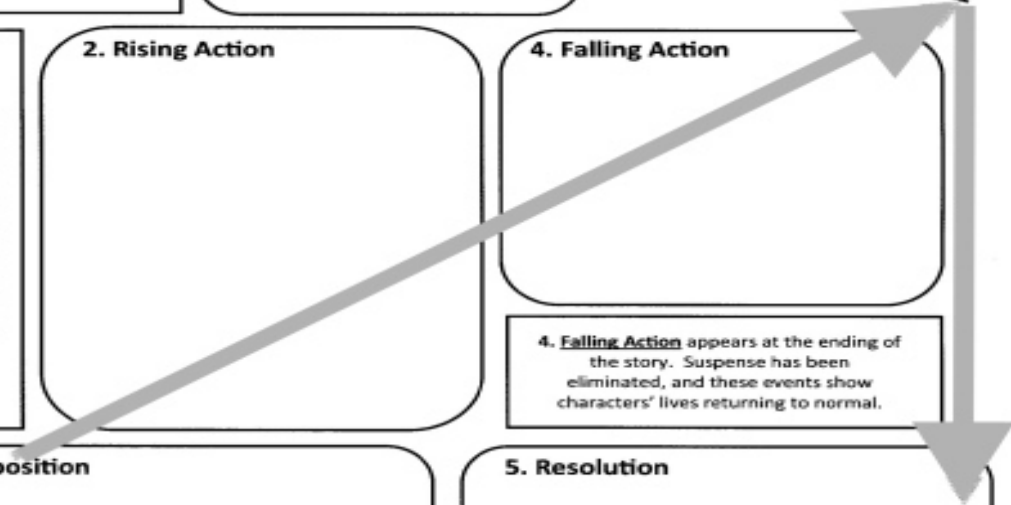 2. Rising Action
4. Falling Action
4. Falling Action appears at the ending of
the story. Suspense has been
eliminated, and these events show
characters' lives returning to normal.
position
5. Resolution